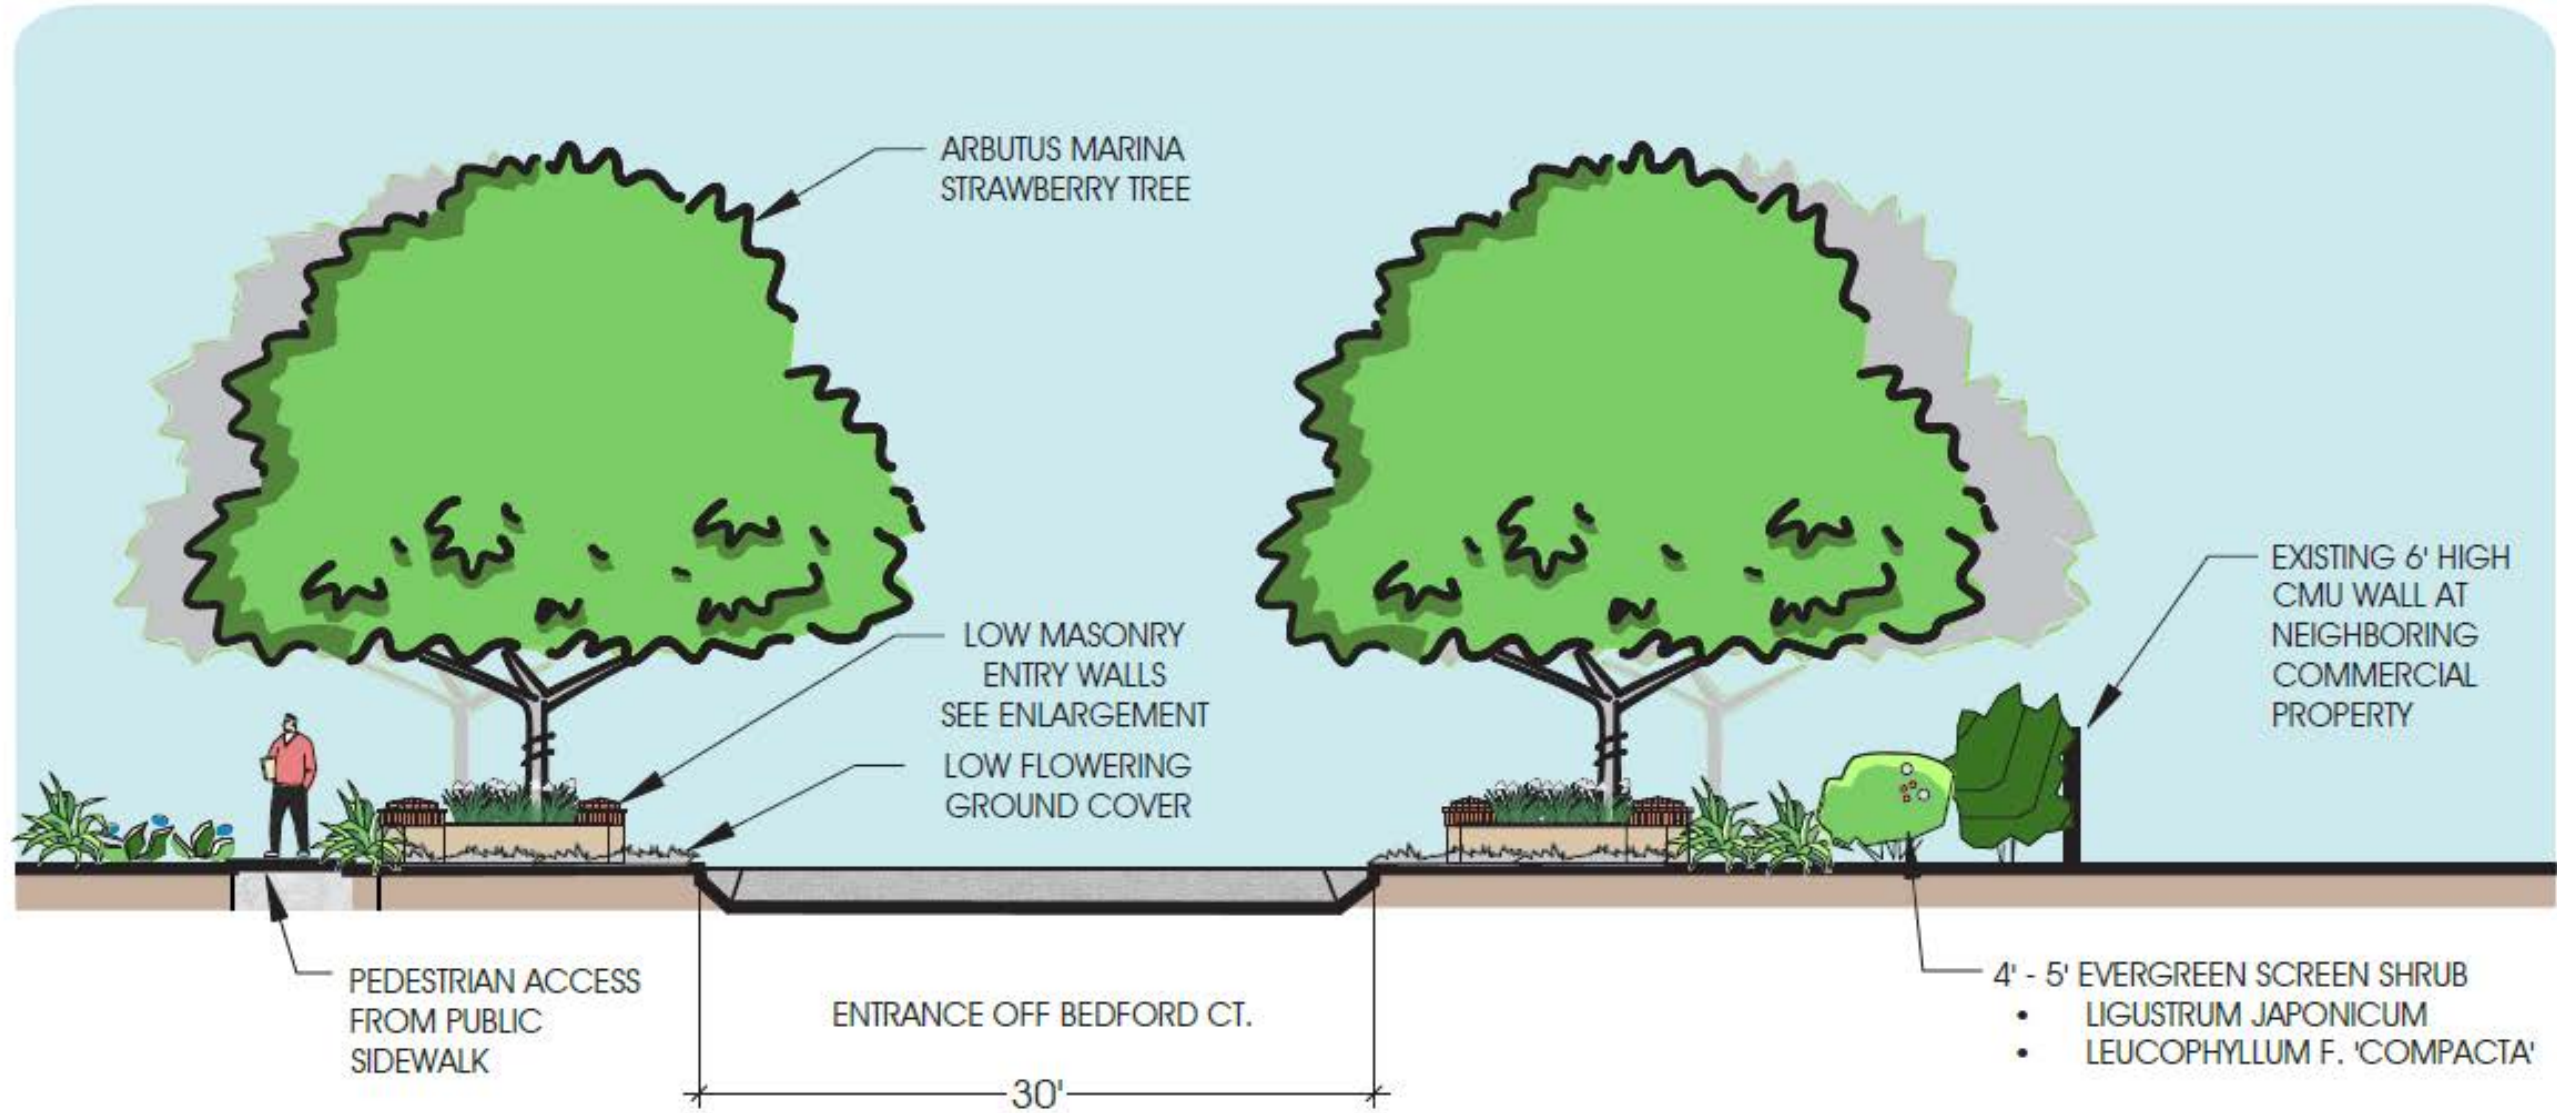 ARBUTUS MARINA
STRAWBERRY TREE
LOW MASONRY
ENTRY WALLS
SEE ENLARGEMENT
LOW FLOWERING
GROUND COVER
EXISTING 6' HIGH
CMU WALL AT
NEIGHBORING
COMMERCIAL
PROPERTY
PEDESTRIAN ACCESS
FROM PUBLIC
SIDEWALK
ENTRANCE OFF BEDFORD CT.
30'
4' - 5' EVERGREEN SCREEN SHRUB
• LIGUSTRUM JAPONICUM
• LEUCOPHYLLUM F. 'COMPACTA'